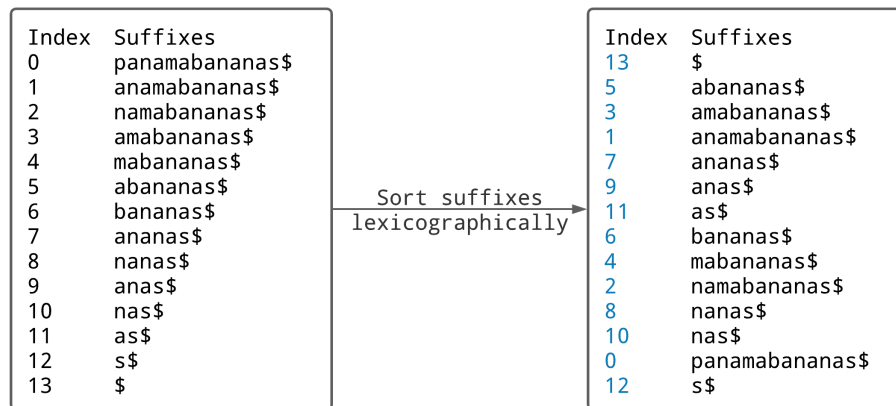 Index Suffixes
0 panamabananas$
1 anamabananas$
2 namabananas$
3 amabananas$
4 mabananas$
5 abananas$
6 bananas$
7 ananas$
8 nanas$
9 anas$
10 nas$
11 as$
12 s$
13 $
Sort suffixes
lexicographically
Index Suffixes
13 $
5 abananas$
3 amabananas$
1 anamabananas$
7 ananas$
9 anas$
11 as$
6 bananas$
4 mabananas$
2 namabananas$
8 nanas$
10 nas$
0 panamabananas$
12 s$